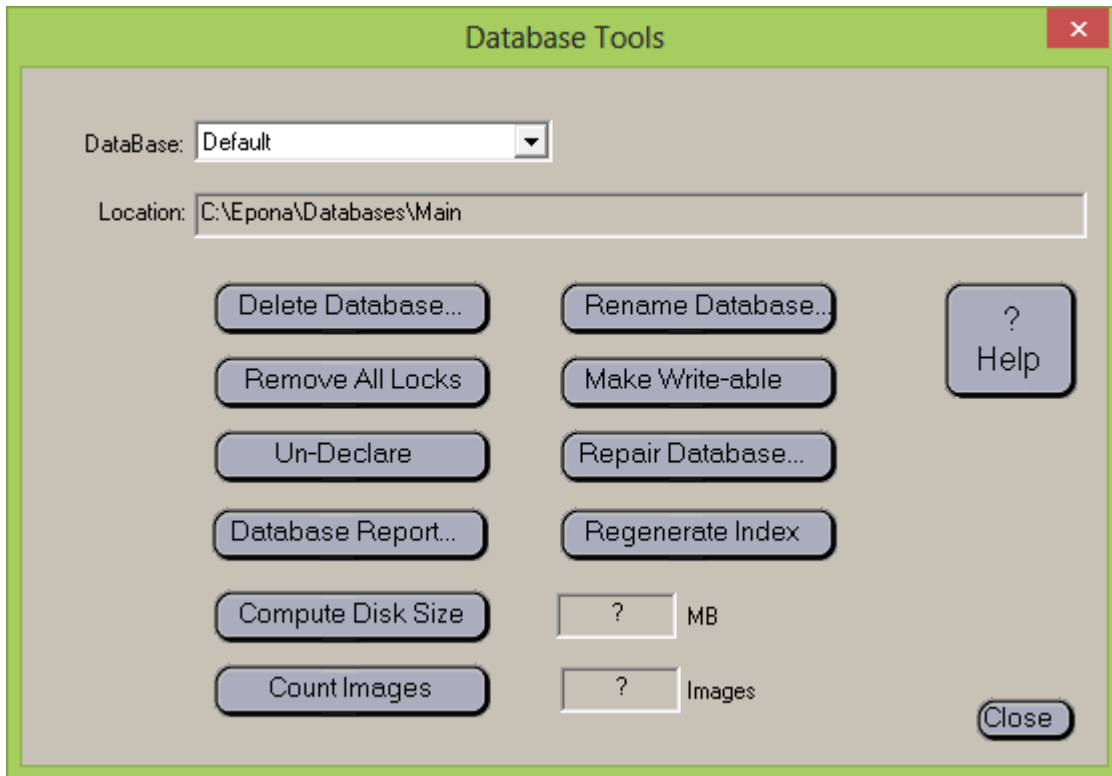 Database Tools
DataBase: Default
Location: C:\Epona\Databases\Main
Delete Database... Rename Database...
? Help
Remove All Locks Make Write-able
Un-Declare Repair Database...
Database Report... Regenerate Index
Compute Disk Size ? MB
Count Images ? Images
Close